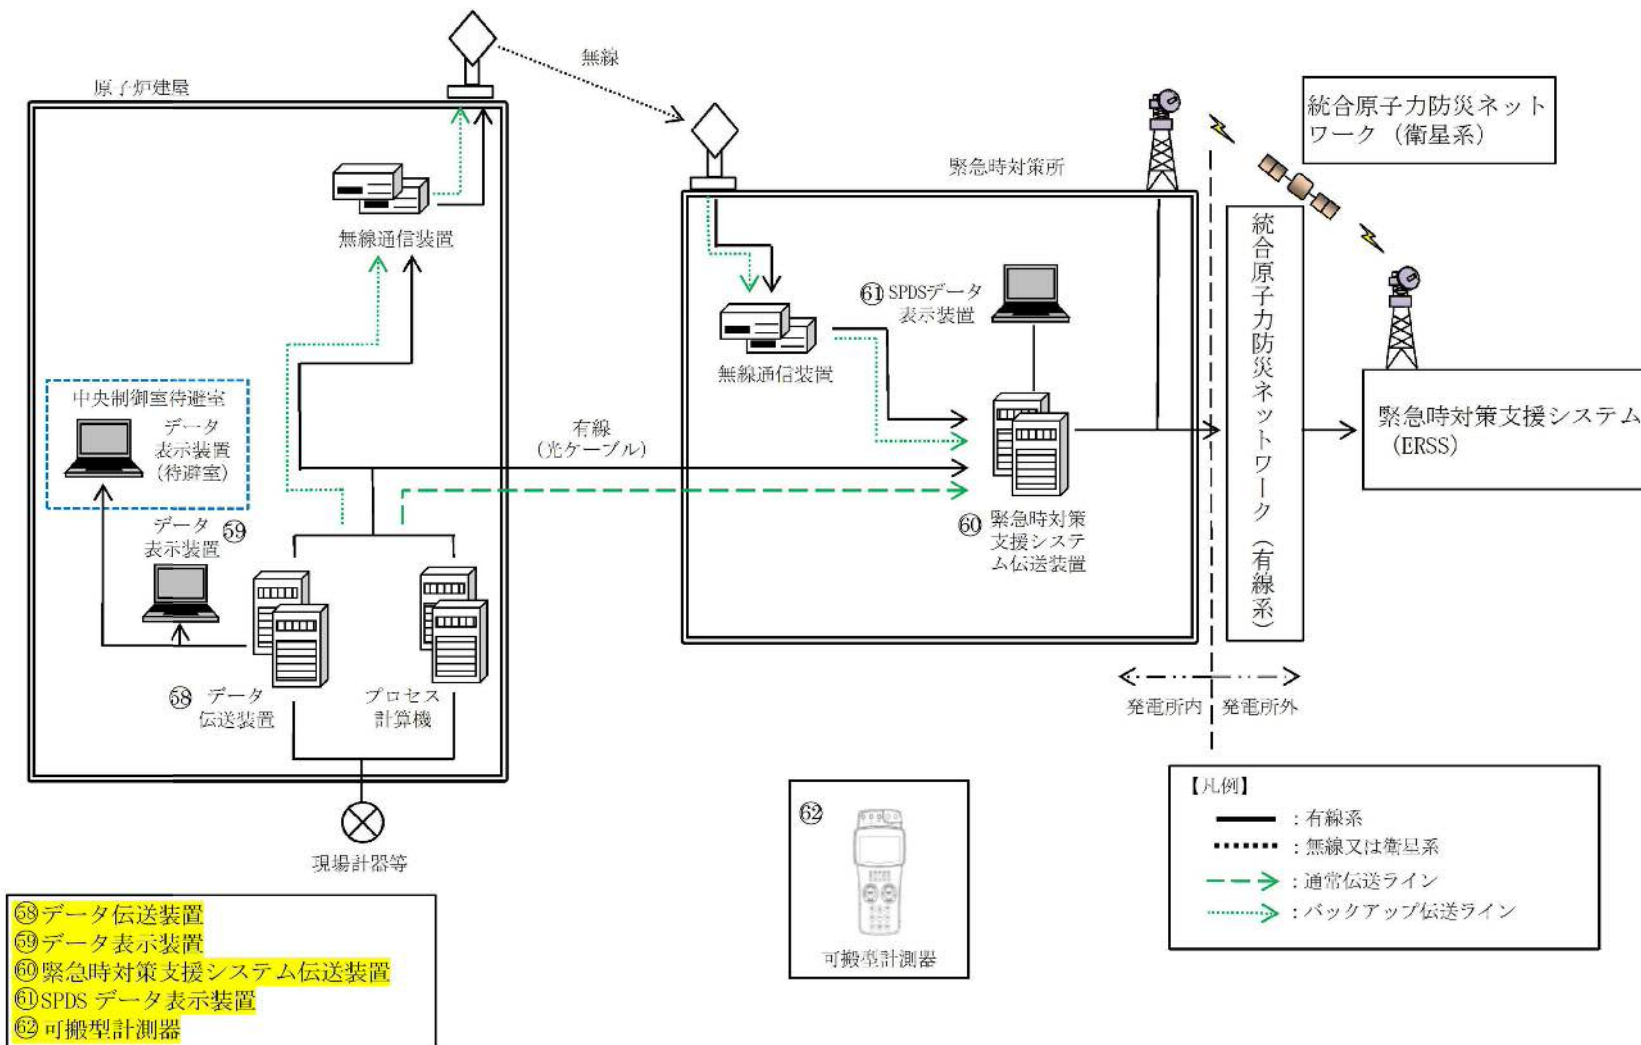 原子炉建屋
無線
無線通信装置
中央制御室待避室
データ
表示装置
(待避室)
データ
表示装置
㊾
㊽ データ
伝送装置
プロセス
計算機
現場計器等
有線
(光ケーブル)
緊急時対策所
無線通信装置
61 SPDSデータ
表示装置
60 緊急時対策
支援システ
ム伝送装置
統合原子力防災ネット
ワーク（衛星系）
統合原子力防災ネットワーク（有線系）
緊急時対策支援システム
(ERSS)
発電所内
発電所外
62
可搬型計測器
【凡例】
：有線系
：無線又は衛星系
：通常伝送ライン
：バックアップ伝送ライン
58データ伝送装置
59データ表示装置
60緊急時対策支援システム伝送装置
61SPDS データ表示装置
62可搬型計測器